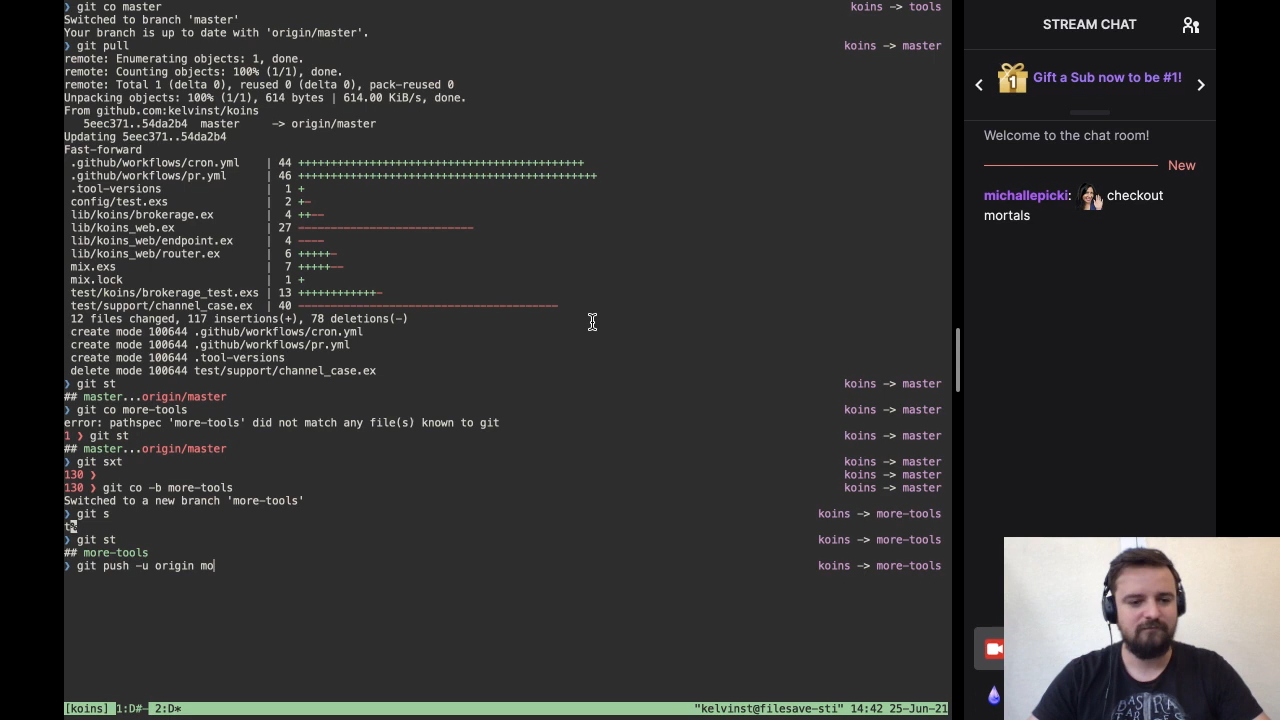 ❯ git co master koins -> tools
Switched to branch 'master'
Your branch is up to date with 'origin/master'.
❯ git pull koins -> master
remote: Enumerating objects: 1, done.
remote: Counting objects: 100% (1/1), done.
remote: Total 1 (delta 0), reused 0 (delta 0), pack-reused 0
Unpacking objects: 100% (1/1), 614 bytes | 614.00 KiB/s, done.
From github.com:kelvinst/koins
5eec371..54da2b4 master -> origin/master
Updating 5eec371..54da2b4
Fast-forward
.github/workflows/cron.yml | 44 ++++++++++++++++++++++++++++++++++++++++++++
.github/workflows/pr.yml | 46 ++++++++++++++++++++++++++++++++++++++++++++++
.tool-versions | 1 +
config/test.exs | 2 +-
lib/koins/brokerage.ex | 4 ++--
lib/koins_web.ex | 27 ---------------------------
lib/koins_web/endpoint.ex | 4 ----
lib/koins_web/router.ex | 6 +++++-
mix.exs | 7 +++++--
mix.lock | 1 +
test/koins/brokerage_test.exs | 13 ++++++++++++-
test/support/channel_case.ex | 40 ----------------------------------------
12 files changed, 117 insertions(+), 78 deletions(-)
create mode 100644 .github/workflows/cron.yml
create mode 100644 .github/workflows/pr.yml
create mode 100644 .tool-versions
delete mode 100644 test/support/channel_case.ex
❯ git st koins -> master
## master...origin/master
❯ git co more-tools koins -> master
error: pathspec 'more-tools' did not match any file(s) known to git
1 ❯ git st koins -> master
## master...origin/master
❯ git sxt koins -> master
130 ❯ koins -> master
130 ❯ git co -b more-tools koins -> master
Switched to a new branch 'more-tools'
❯ git s koins -> more-tools
t%
❯ git st koins -> more-tools
## more-tools
❯ git push -u origin mo koins -> more-tools
[koins] 1:D#- 2:D* "kelvinst@filesave-sti" 14:42 25-Jun-21
STREAM CHAT
1 Gift a Sub now to be #1!
Welcome to the chat room!
New
michallepicki: checkout
mortals